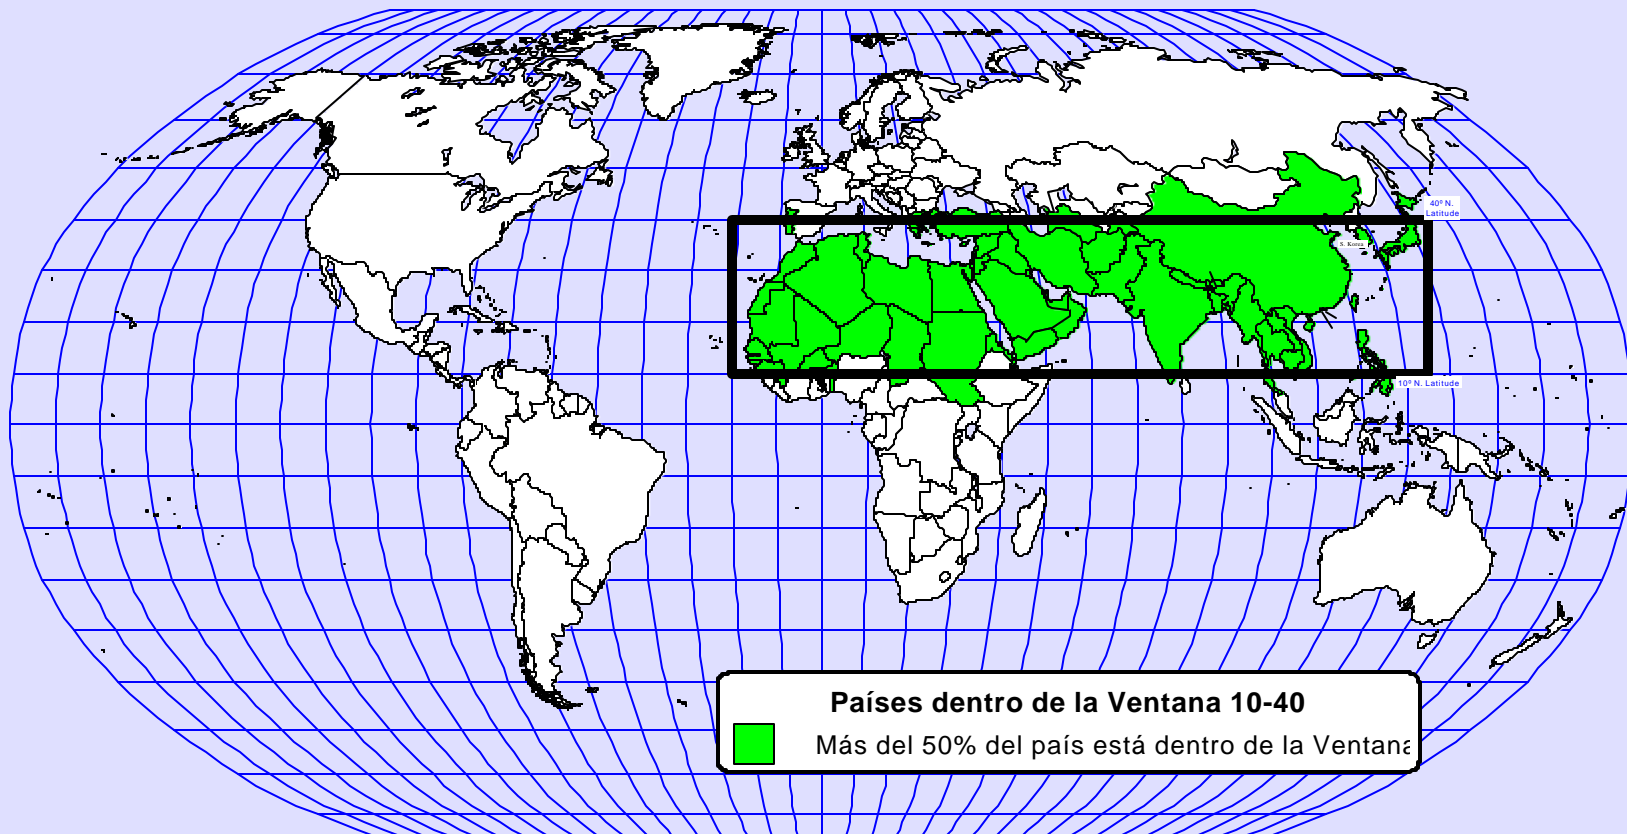 40º N.
Latitude
S. Korea
10º N. Latitude
Países dentro de la Ventana 10-40
Más del 50% del país está dentro de la Ventana